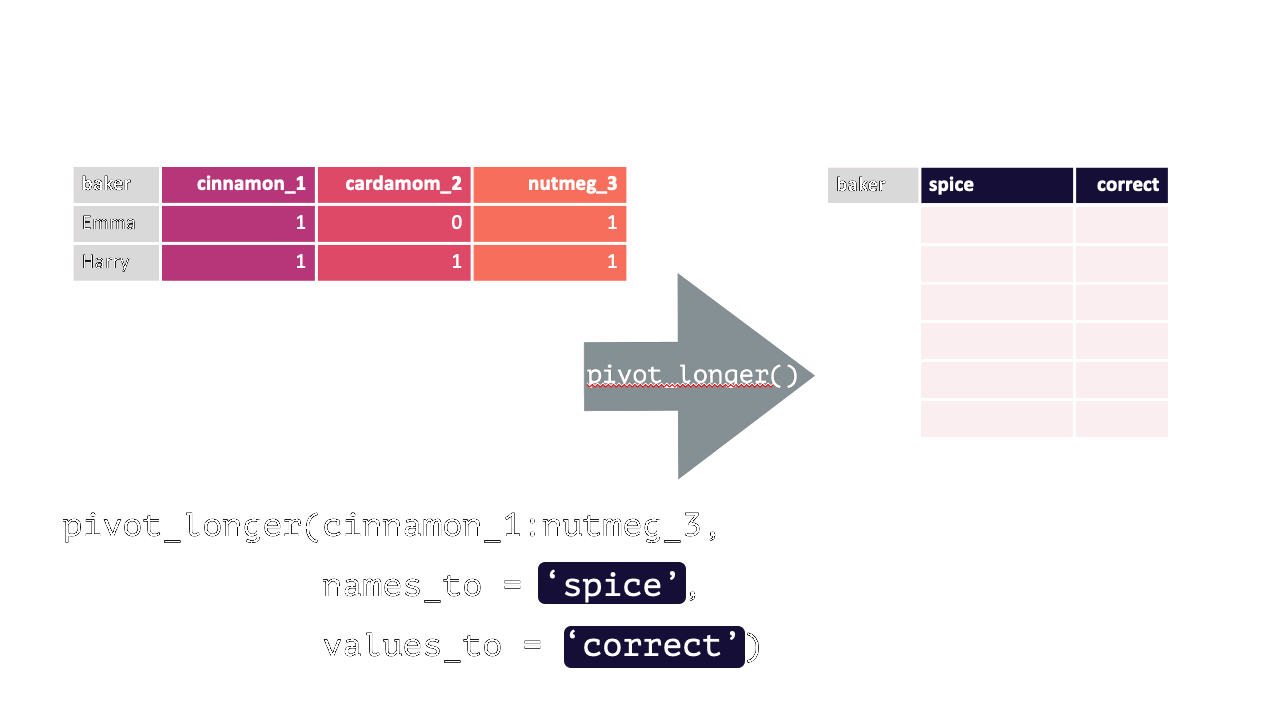 baker cinnamon_1 cardamom_2 nutmeg_3
Emma 1 0 1
Harry 1 1 1
baker spice correct
pivot_longer()
pivot_longer(cinnamon_1:nutmeg_3,
names_to = ‘spice’,
values_to = ‘correct’)